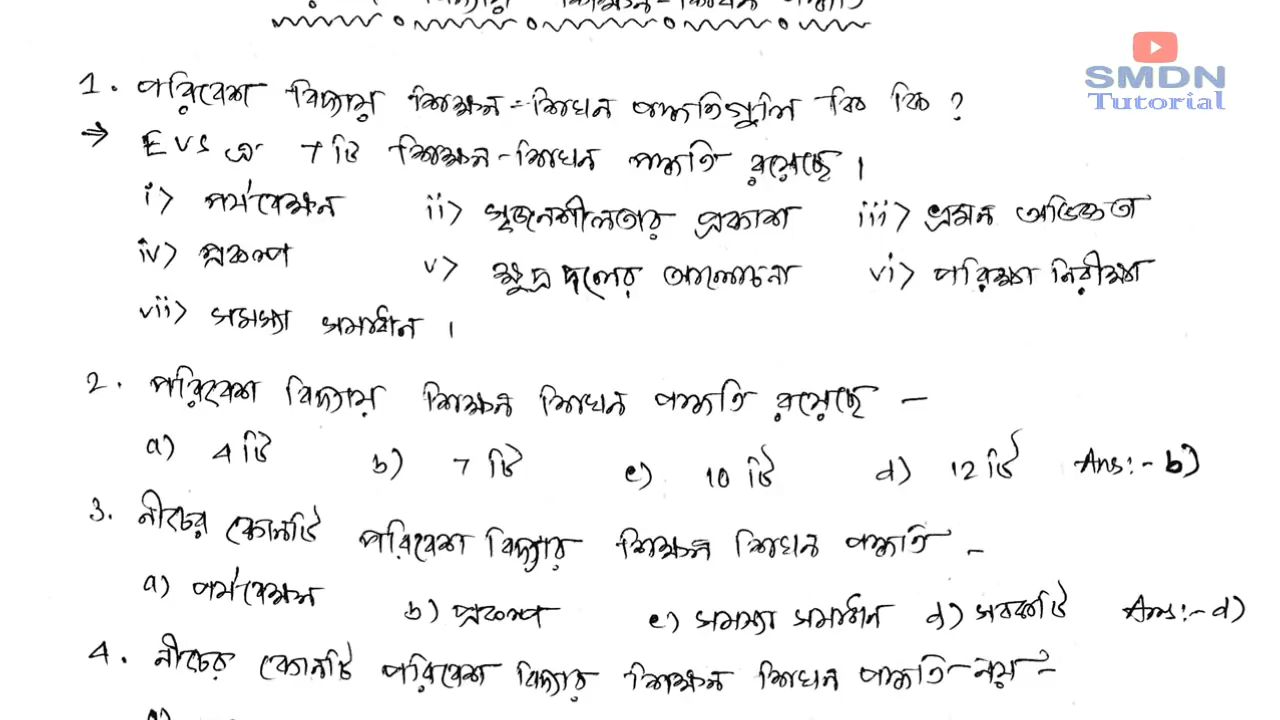 SMDN
Tutorial
1. পরিবেশ বিদ্যায় শিক্ষন-শিখন পদ্ধতিগুলি কি কি ?
⇒ EVS এ 7 টি শিক্ষন-শিখন পদ্ধতি রয়েছে ।
i> পর্যবেক্ষন ii> সৃজনশীলতার প্রকাশ iii> ভ্রমন অভিজ্ঞতা
iv> প্রকল্প v> ক্ষুদ্র দলের আলোচনা vi> পরিক্ষা নিরীক্ষা
vii> সমস্যা সমাধান ।
2. পরিবেশ বিদ্যায় শিক্ষন শিখন পদ্ধতি রয়েছে –
a) 4 টি b) 7 টি c) 10 টি d) 12 টি Ans:- b)
3. নীচের কোনটি পরিবেশ বিদ্যার শিক্ষন শিখন পদ্ধতি -
a) পর্যবেক্ষন b) প্রকল্প c) সমস্যা সমাধান d) সবকটি Ans:- d)
4. নীচের কোনটি পরিবেশ বিদ্যার শিক্ষন শিখন পদ্ধতি নয় ? -